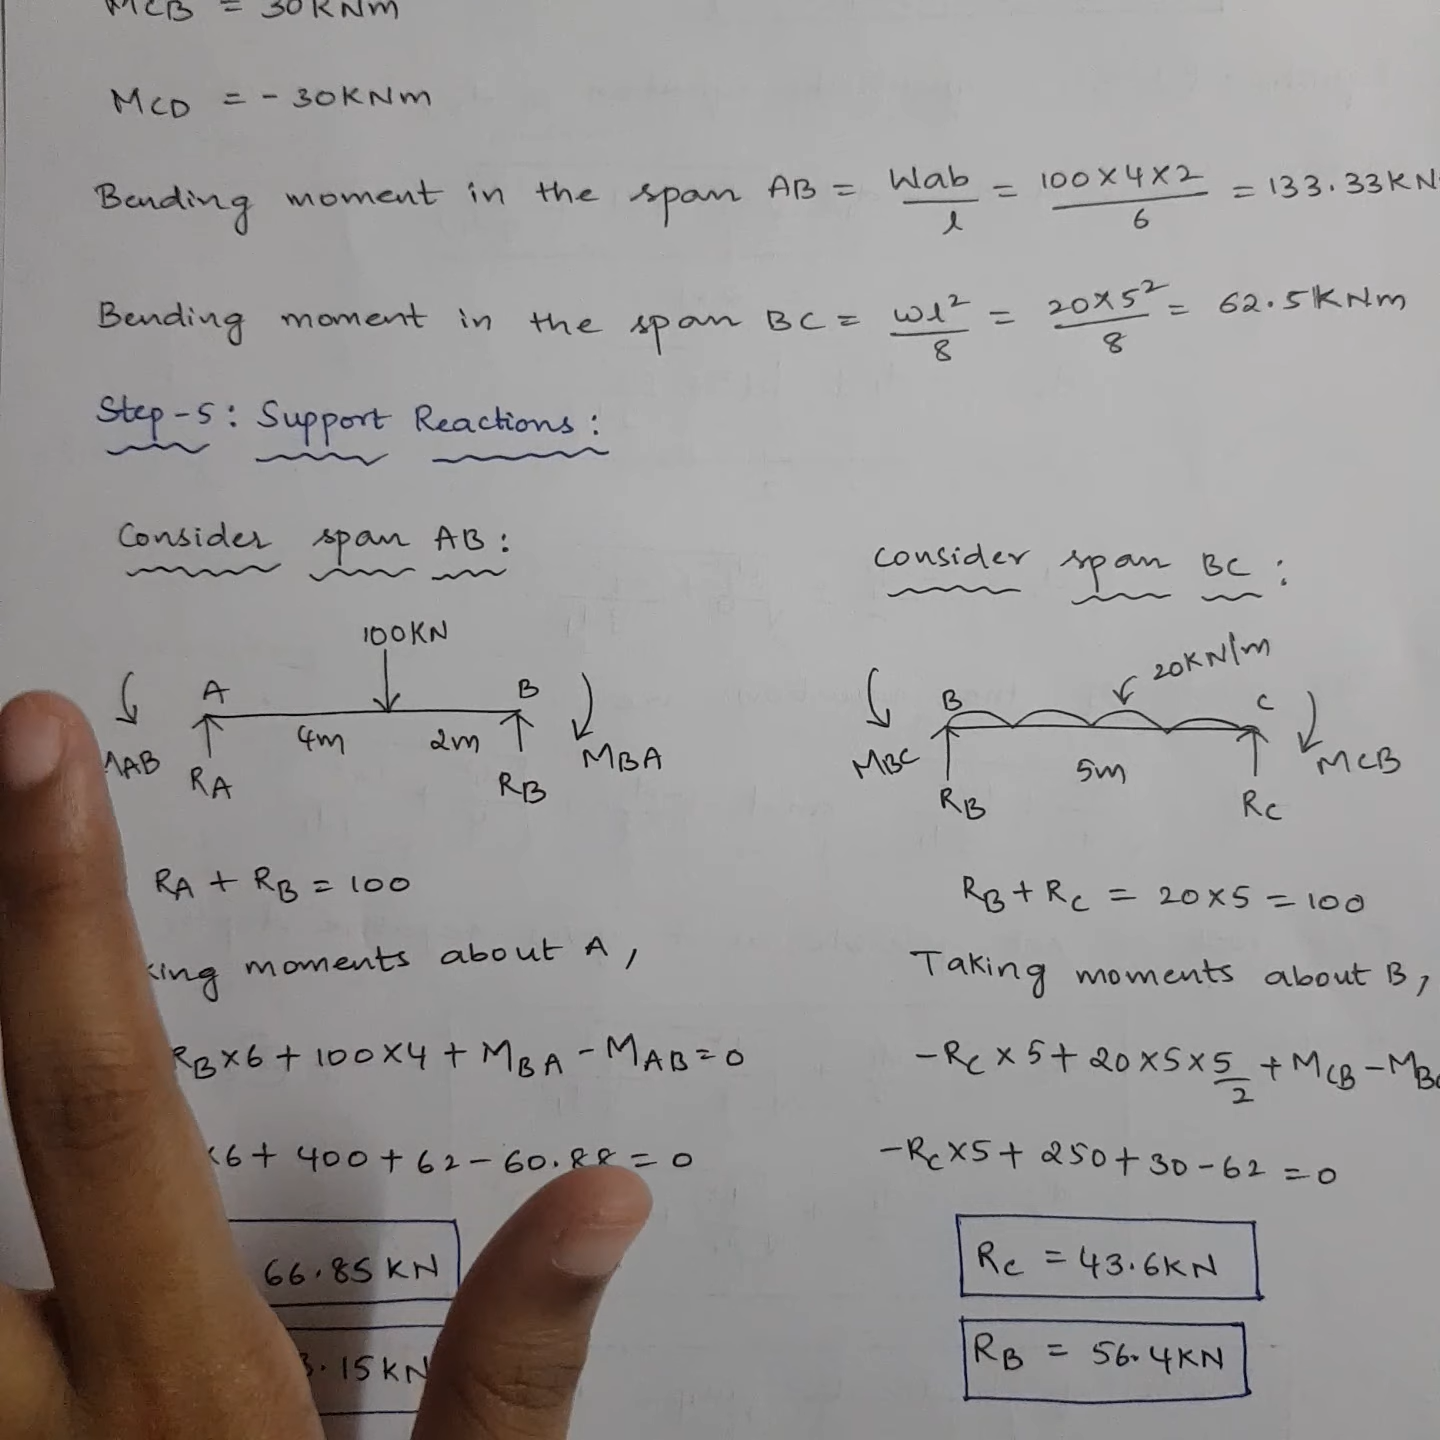 MCB = 30KNm
MCD = - 30KNm
Bending moment in the span AB = Wab/l = 100×4×2/6 = 133.33KN
Bending moment in the span BC = wl²/8 = 20×5²/8 = 62.5KNm
Step-5: Support Reactions:
Consider span AB:
100KN
A
B
4m
2m
MAB
RA
RB
MBA
RA + RB = 100
king moments about A,
RB×6 + 100×4 + MBA - MAB = 0
×6 + 400 + 62 - 60.88 = 0
66.85 KN
3.15KN
Consider span BC:
20KN/m
B
C
MBC
5m
MCB
RB
RC
RB + RC = 20×5 = 100
Taking moments about B,
-RC×5 + 20×5×5/2 + MCB - MBC
-RC×5 + 250 + 30 - 62 = 0
RC = 43.6KN
RB = 56.4KN